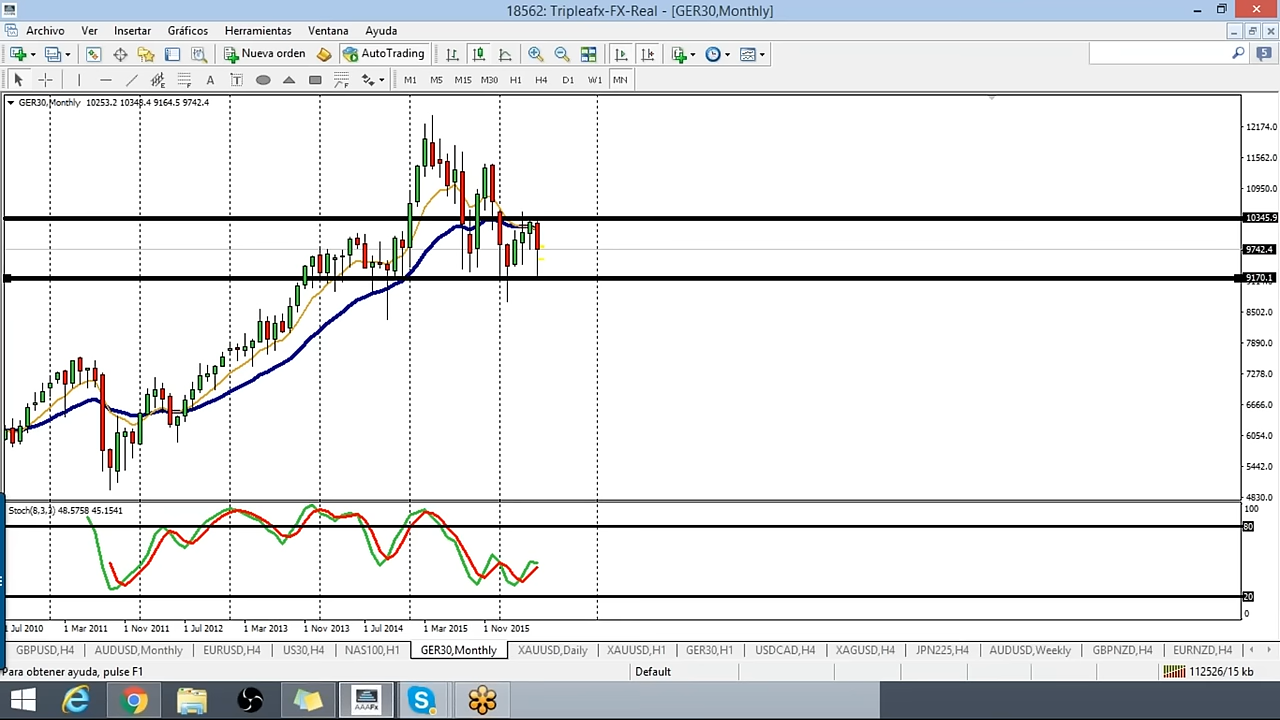 18562: Tripleafx-FX-Real - [GER30,Monthly]
Archivo Ver Insertar Gráficos Herramientas Ventana Ayuda
Nueva orden AutoTrading 5
A T F M1 M5 M15 M30 H1 H4 D1 W1 MN
GER30,Monthly 10253.2 10345.4 9164.5 9742.4
12174.0
11562.0
10950.0
10345.9
9742.4
9170.1
8502.0
7890.0
7278.0
6666.0
6054.0
5442.0
4830.0
Stoch(8,3,3) 48.5758 45.1541
100
80
20
0
1 Jul 2010 1 Mar 2011 1 Nov 2011 1 Jul 2012 1 Mar 2013 1 Nov 2013 1 Jul 2014 1 Mar 2015 1 Nov 2015
GBPUSD,H4 AUDUSD,Monthly EURUSD,H4 US30,H4 NAS100,H1 GER30,Monthly XAUUSD,Daily XAUUSD,H1 GER30,H1 USDCAD,H4 XAGUSD,H4 JPN225,H4 AUDUSD,Weekly GBPNZD,H4 EURNZD,H4
Para obtener ayuda, pulse F1 Default 112526/15 kb
AAAFx